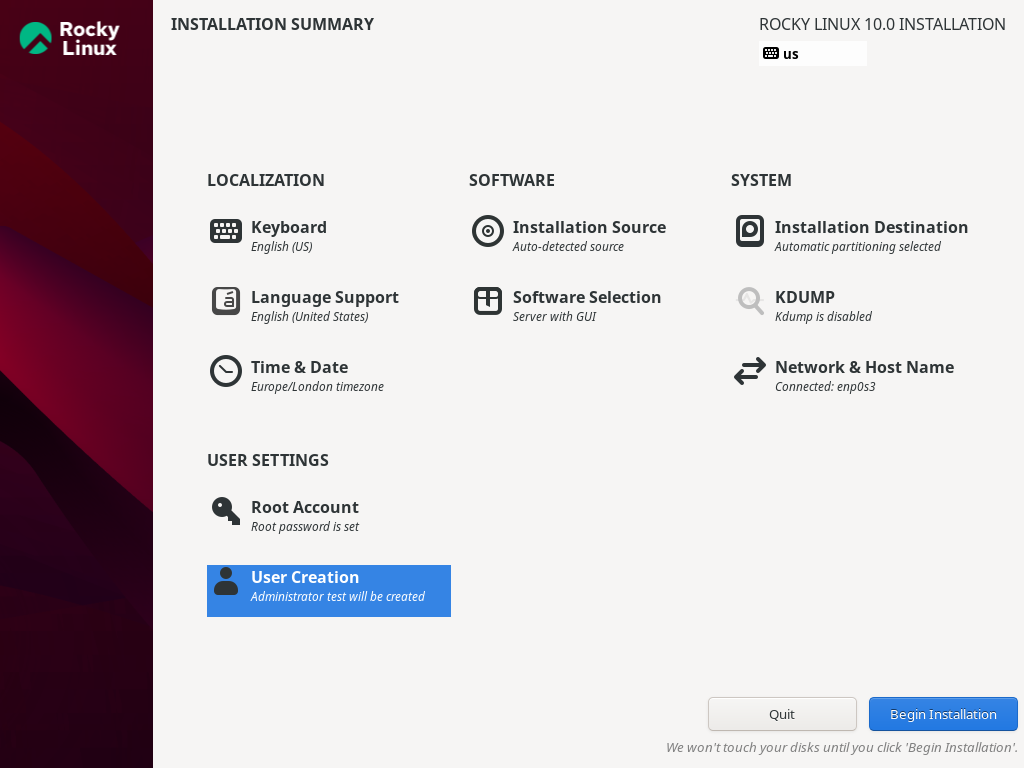 Rocky
Linux
INSTALLATION SUMMARY
ROCKY LINUX 10.0 INSTALLATION
us
LOCALIZATION
Keyboard
English (US)
Language Support
English (United States)
Time & Date
Europe/London timezone
SOFTWARE
Installation Source
Auto-detected source
Software Selection
Server with GUI
SYSTEM
Installation Destination
Automatic partitioning selected
KDUMP
Kdump is disabled
Network & Host Name
Connected: enp0s3
USER SETTINGS
Root Account
Root password is set
User Creation
Administrator test will be created
Quit
Begin Installation
We won't touch your disks until you click 'Begin Installation'.